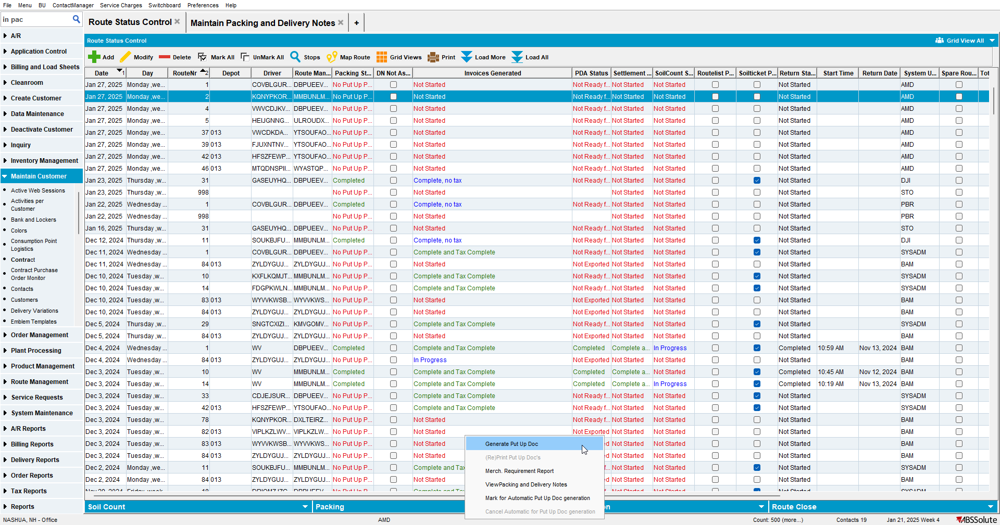 File Menu BU ContactManager Service Charges Switchboard Preferences Help
in pac
Route Status Control
Maintain Packing and Delivery Notes
+
Route Status Control Grid View All
Add Modify Delete Mark All UnMark All Stops Map Route Grid Views Print Load More Load All
Date 1 Day RouteNr 2 Depot Driver Route Man... Packing St... DN Not As... Invoices Generated PDA Status Settlement ... SoilCount S... Routelist P... Soilticket P... Return Sta... Start Time Return Date System U... Spare Rou... Tot
Jan 27, 2025 Monday ,we... 1 COVBLGUR... DBPUEEV... No Put Up P... Not Started Not Ready f... Not Started Not Started Not Started AMD
Jan 27, 2025 Monday ,we... 2 KQNYPKOR... MMBUNLM... No Put Up P... Not Started Not Ready f... Not Started Not Started Not Started AMD
Jan 27, 2025 Monday ,we... 4 VWVCDJKV... DBPUEEV... No Put Up P... Not Started Not Ready f... Not Started Not Started Not Started AMD
Jan 27, 2025 Monday ,we... 5 HEIJGNNG... ULROUDX... No Put Up P... Not Started Not Ready f... Not Started Not Started Not Started AMD
Jan 27, 2025 Monday ,we... 37 013 VWCDKDA... YTSOUFAO... No Put Up P... Not Started Not Ready f... Not Started Not Started Not Started AMD
Jan 27, 2025 Monday ,we... 39 013 FJUXNTNV... YTSOUFAO... No Put Up P... Not Started Not Ready f... Not Started Not Started Not Started AMD
Jan 27, 2025 Monday ,we... 42 013 HFSZFEWP... YTSOUFAO... No Put Up P... Not Started Not Ready f... Not Started Not Started Not Started AMD
Jan 27, 2025 Monday ,we... 46 013 MTQDNSPII... WYASTQP... No Put Up P... Not Started Not Ready f... Not Started Not Started Not Started AMD
Jan 23, 2025 Thursday ,w... 31 GASEUYHQ... DBPUEEV... Completed Complete, no tax Not Ready f... Not Started Not Started Not Started DJI
Jan 23, 2025 Thursday ,w... 998 No Put Up P... Not Started Not Started Not Started Not Started STO
Jan 22, 2025 Wednesday ... 1 COVBLGUR... DBPUEEV... Completed Complete, no tax Not Ready f... Not Started Not Started Not Started PBR
Jan 22, 2025 Wednesday ... 998 No Put Up P... Not Started Not Started Not Started Not Started PBR
Jan 16, 2025 Thursday ,w... 31 GASEUYHQ... DBPUEEV... No Put Up P... Not Started Not Ready f... Not Started Not Started Not Started STO
Dec 12, 2024 Thursday ,w... 11 SOUKBJFU... MMBUNLM... Completed Complete, no tax Not Ready f... Not Started Not Started Not Started DJI
Dec 11, 2024 Wednesday ... 1 COVBLGUR... DBPUEEV... No Put Up P... Complete and Tax Complete Not Ready f... Not Started Not Started Not Started SYSADM
Dec 11, 2024 Wednesday ... 84 013 ZYLDYGUJ... ZYLDYGUJ... No Put Up P... Not Started Not Exported Not Started Not Started Not Started BAM
Dec 10, 2024 Tuesday ,w... 10 KXFLKQMJT... MMBUNLM... No Put Up P... Complete and Tax Complete Not Ready f... Not Started Not Started Not Started SYSADM
Dec 10, 2024 Tuesday ,w... 14 FDGPKWLN... MMBUNLM... No Put Up P... Complete and Tax Complete Not Ready f... Not Started Not Started Not Started SYSADM
Dec 10, 2024 Tuesday ,w... 83 013 WYVVKWSB... WYVVKWS... No Put Up P... Not Started Not Exported Not Started Not Started Not Started BAM
Dec 10, 2024 Tuesday ,w... 84 013 ZYLDYGUJ... ZYLDYGUJ... No Put Up P... Not Started Not Exported Not Started Not Started Not Started BAM
Dec 5, 2024 Thursday ,w... 29 SNGTCXIZI... KMVGOMV... No Put Up P... Complete and Tax Complete Not Ready f... Not Started Not Started Not Started SYSADM
Dec 5, 2024 Thursday ,w... 84 013 ZYLDYGUJ... ZYLDYGUJ... No Put Up P... Not Started Not Exported Not Started Not Started Not Started BAM
Dec 4, 2024 Wednesday ... 1 WV DBPUEEV... Completed Complete and Tax Complete Completed Complete a... In Progress Completed 10:59 AM Nov 13, 2024 BAM
Dec 4, 2024 Wednesday ... 84 013 ZYLDYGUJ... ZYLDYGUJ... No Put Up P... In Progress Not Exported Not Started Not Started Not Started BAM
Dec 3, 2024 Tuesday ,w... 10 WV MMBUNLM... Completed Complete and Tax Complete Completed Complete a... Not Started Completed 10:45 AM Nov 12, 2024 BAM
Dec 3, 2024 Tuesday ,w... 14 WV MMBUNLM... Completed Complete and Tax Complete Completed Complete a... In Progress Completed 10:19 AM Nov 13, 2024 BAM
Dec 3, 2024 Tuesday ,w... 33 CDJEJSUR... DBPUEEV... No Put Up P... Complete and Tax Complete Not Ready f... Not Started Not Started Not Started SYSADM
Dec 3, 2024 Tuesday ,w... 42 013 HFSZFEWP... YTSOUFAO... No Put Up P... Complete and Tax Complete Not Ready f... Not Started Not Started Not Started SYSADM
Dec 3, 2024 Tuesday ,w... 78 KQNYPKOR... DXLTEIRZ... No Put Up P... Not Started Not Ready f... Not Started Not Started Not Started BAM
Dec 3, 2024 Tuesday ,w... 82 013 VIPLKZLWV... VIPLKZLW... No Put Up P... Not Started Not Exported Not Started Not Started Not Started BAM
Dec 3, 2024 Tuesday ,w... 83 013 WYVVKWSB... WYVVKWS... No Put Up P... Not Started ed Not Started Not Started Not Started BAM
Dec 3, 2024 Tuesday ,w... 84 013 ZYLDYGUJ... ZYLDYGUJ... No Put Up P... Not Started ed Not Started Not Started Not Started BAM
Dec 2, 2024 Monday ,we... 11 SOUKBJFU... MMBUNLM... No Put Up P... Complete and Tax f... Not Started Not Started Not Started SYSADM
Dec 2, 2024 Monday ,we... 84 013 ZYLDYGUJ... ZYLDYGUJ... No Put Up P... Not Started ed Not Started Not Started Not Started BAM
A/R
Application Control
Billing and Load Sheets
Cleanroom
Create Customer
Data Maintenance
Deactivate Customer
Inquiry
Inventory Management
Maintain Customer
Active Web Sessions
Activities per
Customer
Bank and Lockers
Colors
Consumption Point
Logistics
Contract
Contract Purchase
Order Monitor
Contacts
Customers
Delivery Variations
Emblem Templates
Order Management
Plant Processing
Product Management
Route Management
Service Requests
System Maintenance
A/R Reports
Billing Reports
Delivery Reports
Order Reports
Tax Reports
Reports
Generate Put Up Doc
(Re)Print Put Up Doc's
Merch. Requirement Report
ViewPacking and Delivery Notes
Mark for Automatic Put Up Doc generation
Cancel Automatic for Put Up Doc generation
Soil Count Packing on Route Close
NASHUA, NH - Office AMD Count: 500 (more...) Contacts 19 Jan 21, 2025 Week 4 ABSSolute